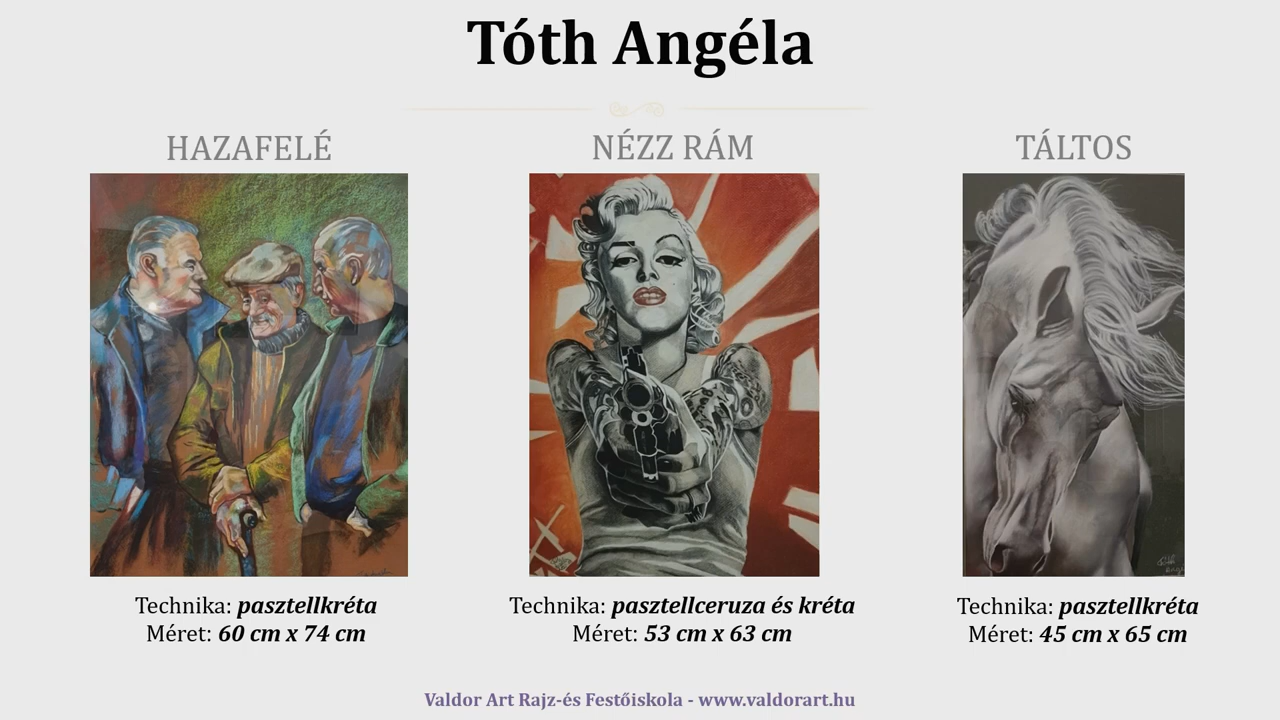 Tóth Angéla
HAZAFELÉ
NÉZZ RÁM
TÁLTOS
Technika: pasztellkréta
Méret: 60 cm x 74 cm
Technika: pasztellceruza és kréta
Méret: 53 cm x 63 cm
Technika: pasztellkréta
Méret: 45 cm x 65 cm
Valdor Art Rajz-és Festőiskola - www.valdorart.hu